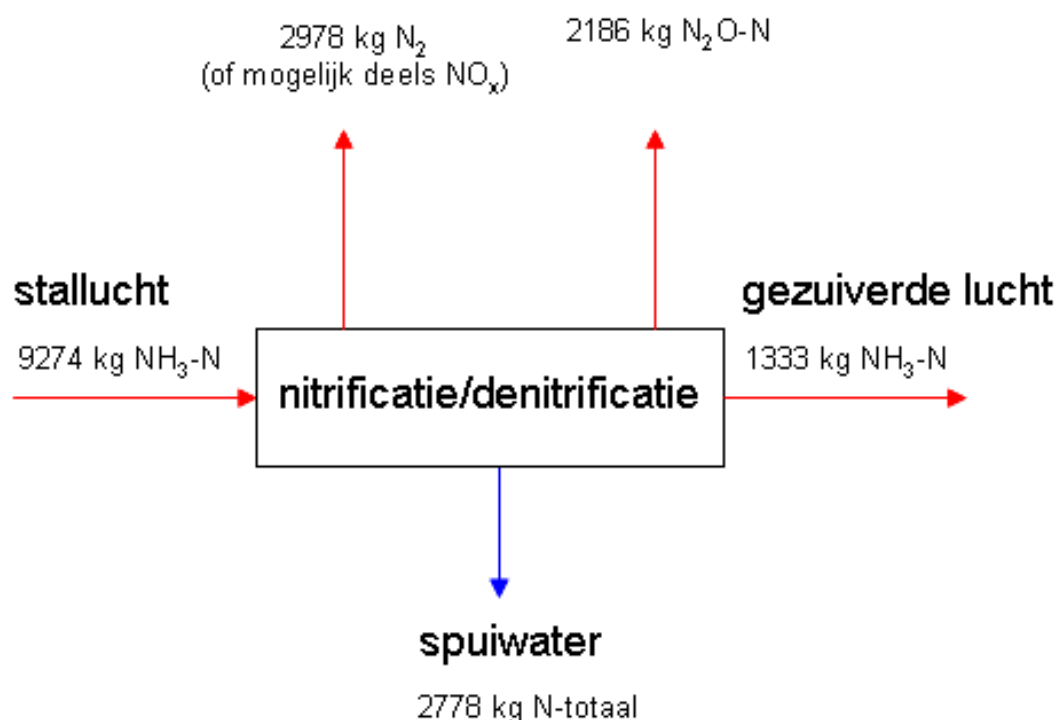 2978 kg N₂
(of mogelijk deels NOₓ)
2186 kg N₂O-N
stallucht
9274 kg NH₃-N
nitrificatie/denitrificatie
gezuiverde lucht
1333 kg NH₃-N
spuiwater
2778 kg N-totaal